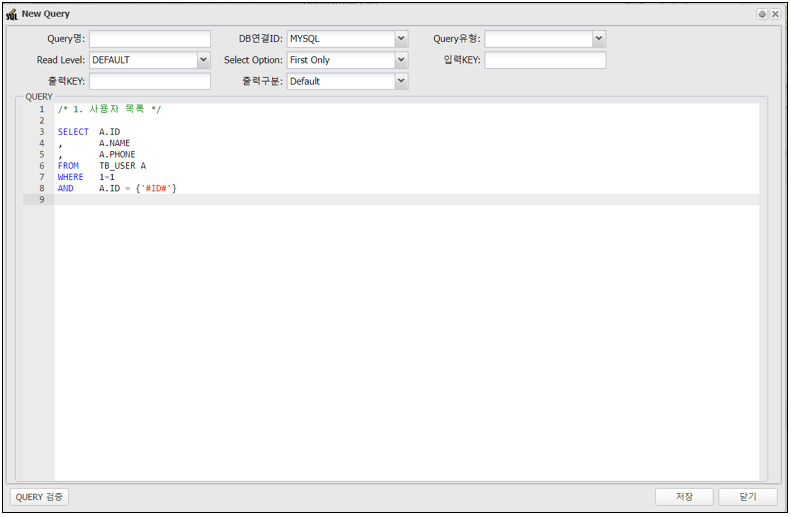 SQL New Query
Query명: DB연결ID: MYSQL Query유형:
Read Level: DEFAULT Select Option: First Only 입력KEY:
출력KEY: 출력구분: Default
QUERY
1 /* 1. 사용자 목록 */
2
3 SELECT A.ID
4 , A.NAME
5 , A.PHONE
6 FROM TB_USER A
7 WHERE 1=1
8 AND A.ID = {'#ID#'}
9
QUERY 검증 저장 닫기